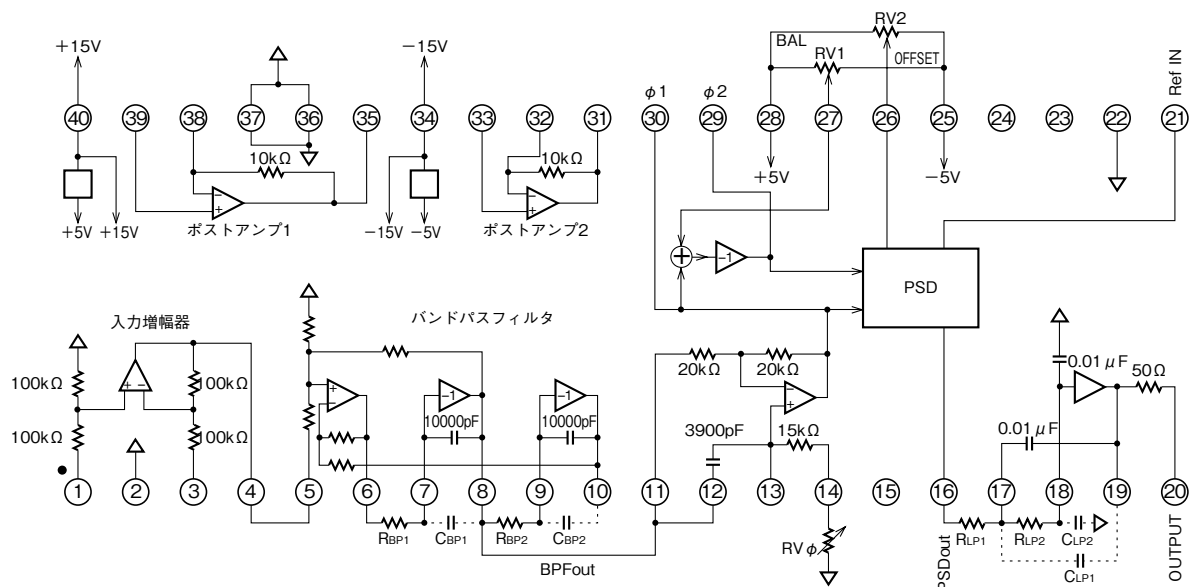 +15V
−15V
RV2
BAL
RV1
OFFSET
Ref IN
φ1
φ2
40
39
38
37
36
35
34
33
32
31
30
29
28
27
26
25
24
23
22
21
10kΩ
10kΩ
+5V
−5V
+5V
+15V
ポストアンプ1
−15V
−5V
ポストアンプ2
−1
PSD
入力増幅器
バンドパスフィルタ
100kΩ
100kΩ
100kΩ
100kΩ
−1
−1
10000pF
10000pF
20kΩ
20kΩ
0.01μF
50Ω
3900pF
15kΩ
0.01μF
1
2
3
4
5
6
7
8
9
10
11
12
13
14
15
16
17
18
19
20
RBP1
CBP1
RBP2
CBP2
BPFout
RVφ
PSDout
RLP1
RLP2
CLP2
CLP1
OUTPUT